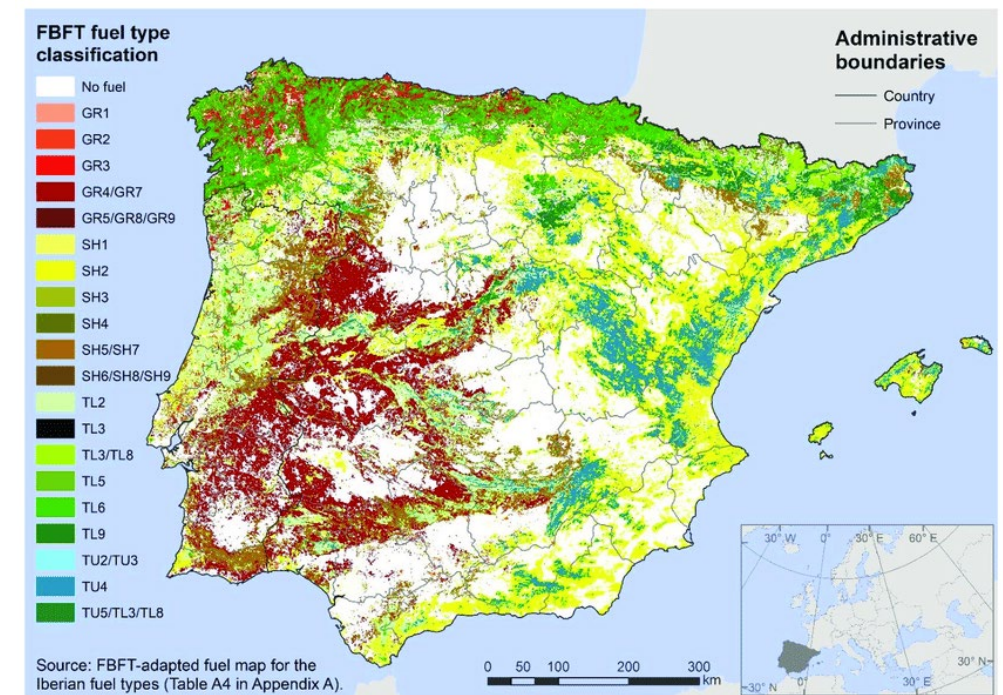 FBFT fuel type
classification
No fuel
GR1
GR2
GR3
GR4/GR7
GR5/GR8/GR9
SH1
SH2
SH3
SH4
SH5/SH7
SH6/SH8/SH9
TL2
TL3
TL3/TL8
TL5
TL6
TL9
TU2/TU3
TU4
TU5/TL3/TL8
Source: FBFT-adapted fuel map for the
Iberian fuel types (Table A4 in Appendix A).
Administrative
boundaries
Country
Province
0 50 100 200 300
km
30° W 0° 30° E 60° E
30° N
30° N 0° 30° E